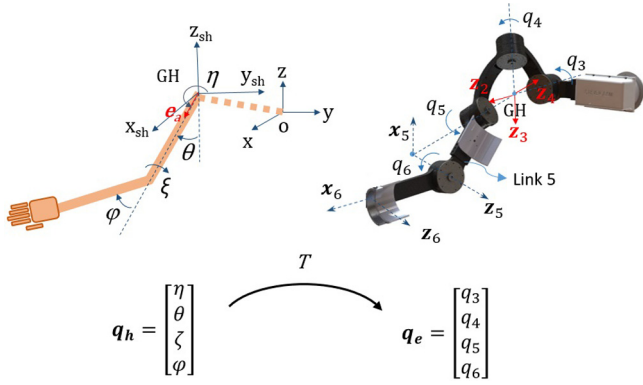 z_sh
GH
η
y_sh
z
e_a
x_sh
o
y
x
θ
ξ
φ
q_4
q_3
z_2
z_4
GH
z_3
q_5
x_5
q_6
Link 5
x_6
z_5
z_6
T
q_h = [η θ ζ φ]
q_e = [q_3 q_4 q_5 q_6]